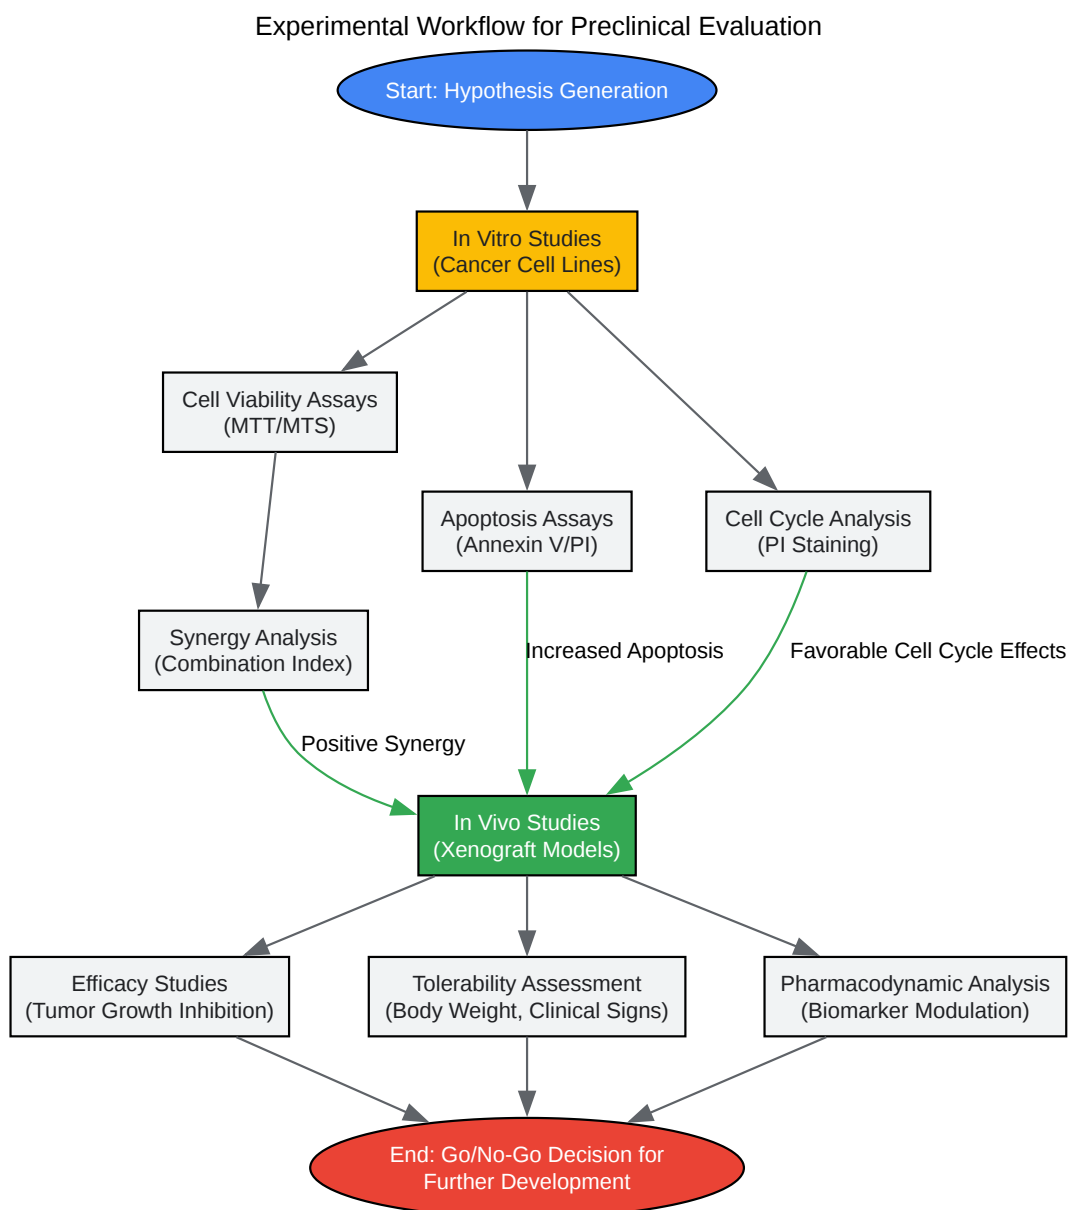 Experimental Workflow for Preclinical Evaluation
Start: Hypothesis Generation
In Vitro Studies
(Cancer Cell Lines)
Cell Viability Assays
(MTT/MTS)
Apoptosis Assays
(Annexin V/PI)
Cell Cycle Analysis
(PI Staining)
Synergy Analysis
(Combination Index)
Increased Apoptosis
Favorable Cell Cycle Effects
Positive Synergy
In Vivo Studies
(Xenograft Models)
Efficacy Studies
(Tumor Growth Inhibition)
Tolerability Assessment
(Body Weight, Clinical Signs)
Pharmacodynamic Analysis
(Biomarker Modulation)
End: Go/No-Go Decision for
Further Development